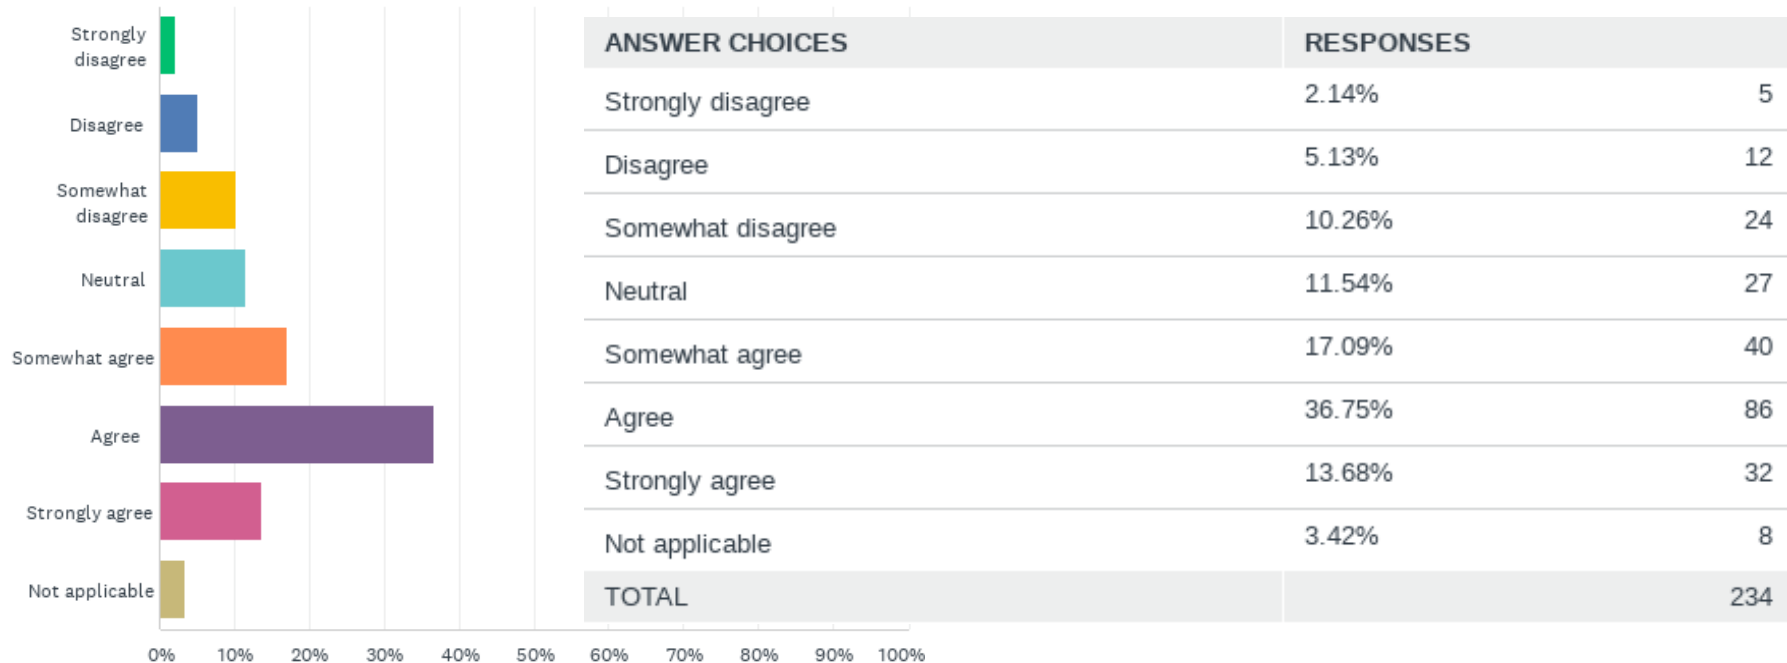 Strongly
disagree
Disagree
Somewhat
disagree
Neutral
Somewhat agree
Agree
Strongly agree
Not applicable
0% 10% 20% 30% 40% 50% 60% 70% 80% 90% 100%
ANSWER CHOICES RESPONSES
Strongly disagree 2.14% 5
Disagree 5.13% 12
Somewhat disagree 10.26% 24
Neutral 11.54% 27
Somewhat agree 17.09% 40
Agree 36.75% 86
Strongly agree 13.68% 32
Not applicable 3.42% 8
TOTAL 234